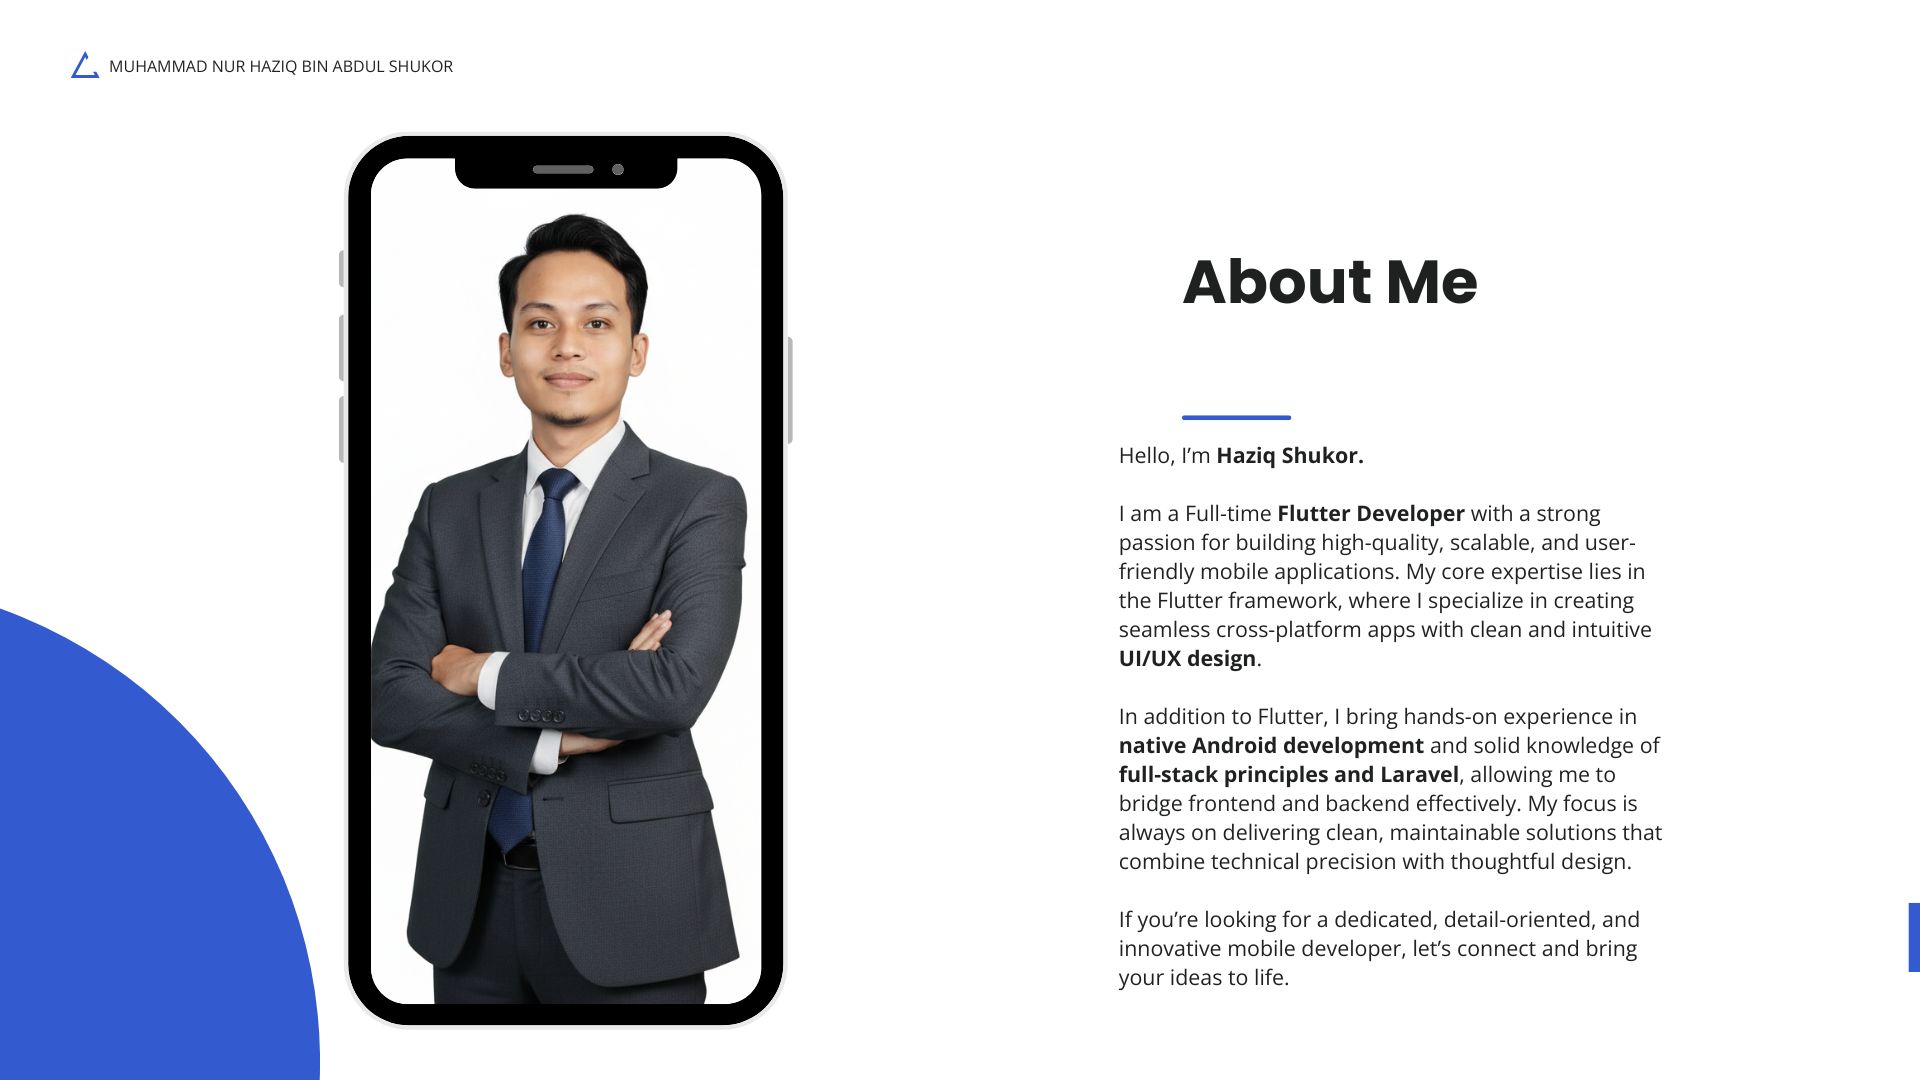 MUHAMMAD NUR HAZIQ BIN ABDUL SHUKOR
About Me
Hello, I’m Haziq Shukor.
I am a Full-time Flutter Developer with a strong
passion for building high-quality, scalable, and user-
friendly mobile applications. My core expertise lies in
the Flutter framework, where I specialize in creating
seamless cross-platform apps with clean and intuitive
UI/UX design.
In addition to Flutter, I bring hands-on experience in
native Android development and solid knowledge of
full-stack principles and Laravel, allowing me to
bridge frontend and backend effectively. My focus is
always on delivering clean, maintainable solutions that
combine technical precision with thoughtful design.
If you’re looking for a dedicated, detail-oriented, and
innovative mobile developer, let’s connect and bring
your ideas to life.